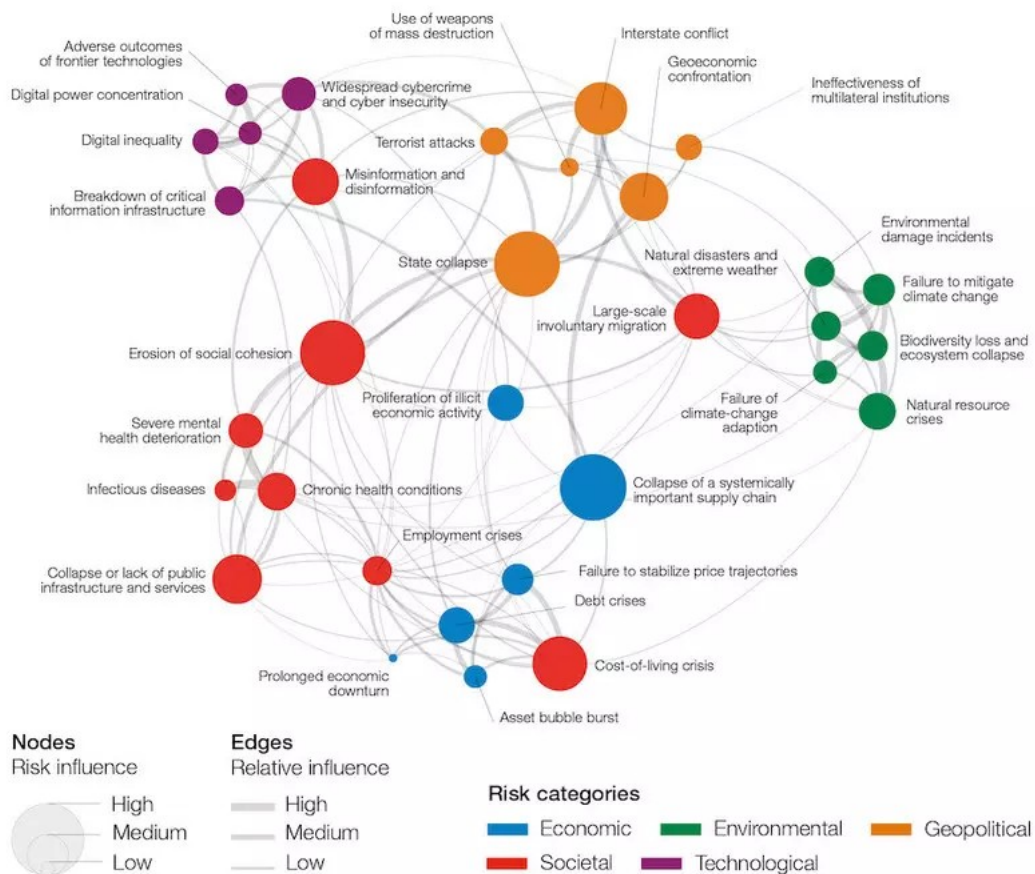 Use of weapons
of mass destruction
Interstate conflict
Adverse outcomes
of frontier technologies
Geoeconomic
confrontation
Ineffectiveness of
multilateral institutions
Digital power concentration
Widespread cybercrime
and cyber insecurity
Digital inequality
Terrorist attacks
Misinformation and
disinformation
Breakdown of critical
information infrastructure
Environmental
damage incidents
State collapse
Natural disasters and
extreme weather
Failure to mitigate
climate change
Large-scale
involuntary migration
Erosion of social cohesion
Biodiversity loss and
ecosystem collapse
Proliferation of illicit
economic activity
Failure of
climate-change
adaption
Natural resource
crises
Severe mental
health deterioration
Infectious diseases
Chronic health conditions
Collapse of a systemically
important supply chain
Employment crises
Collapse or lack of public
infrastructure and services
Failure to stabilize price trajectories
Debt crises
Prolonged economic
downturn
Cost-of-living crisis
Asset bubble burst
Nodes
Risk influence
High
Medium
Low
Edges
Relative influence
High
Medium
Low
Risk categories
Economic
Environmental
Geopolitical
Societal
Technological